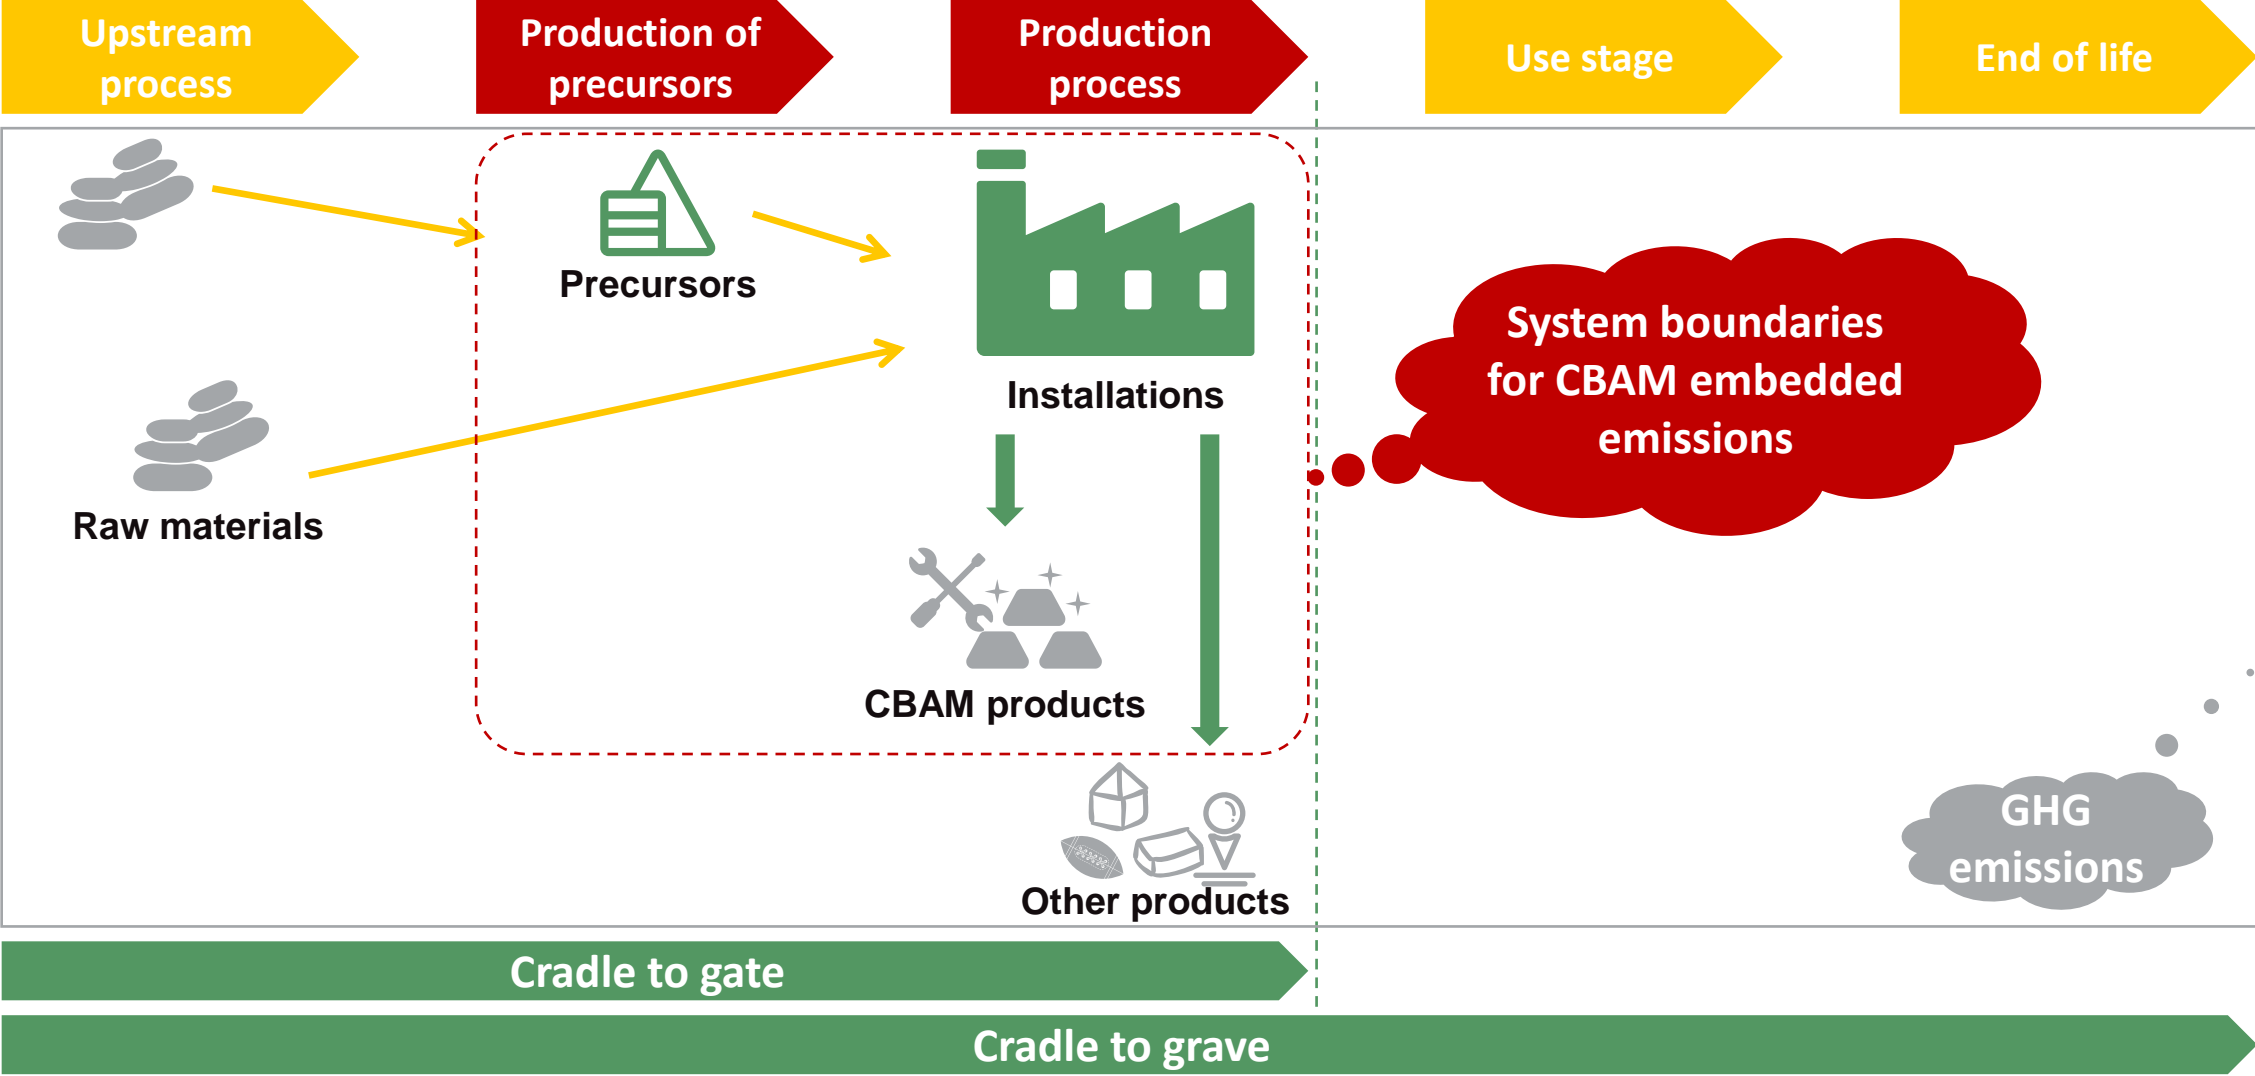 Upstream
process
Production of
precursors
Production
process
Use stage
End of life
Precursors
Installations
Raw materials
System boundaries
for CBAM embedded
emissions
CBAM products
Other products
GHG
emissions
Cradle to gate
Cradle to grave